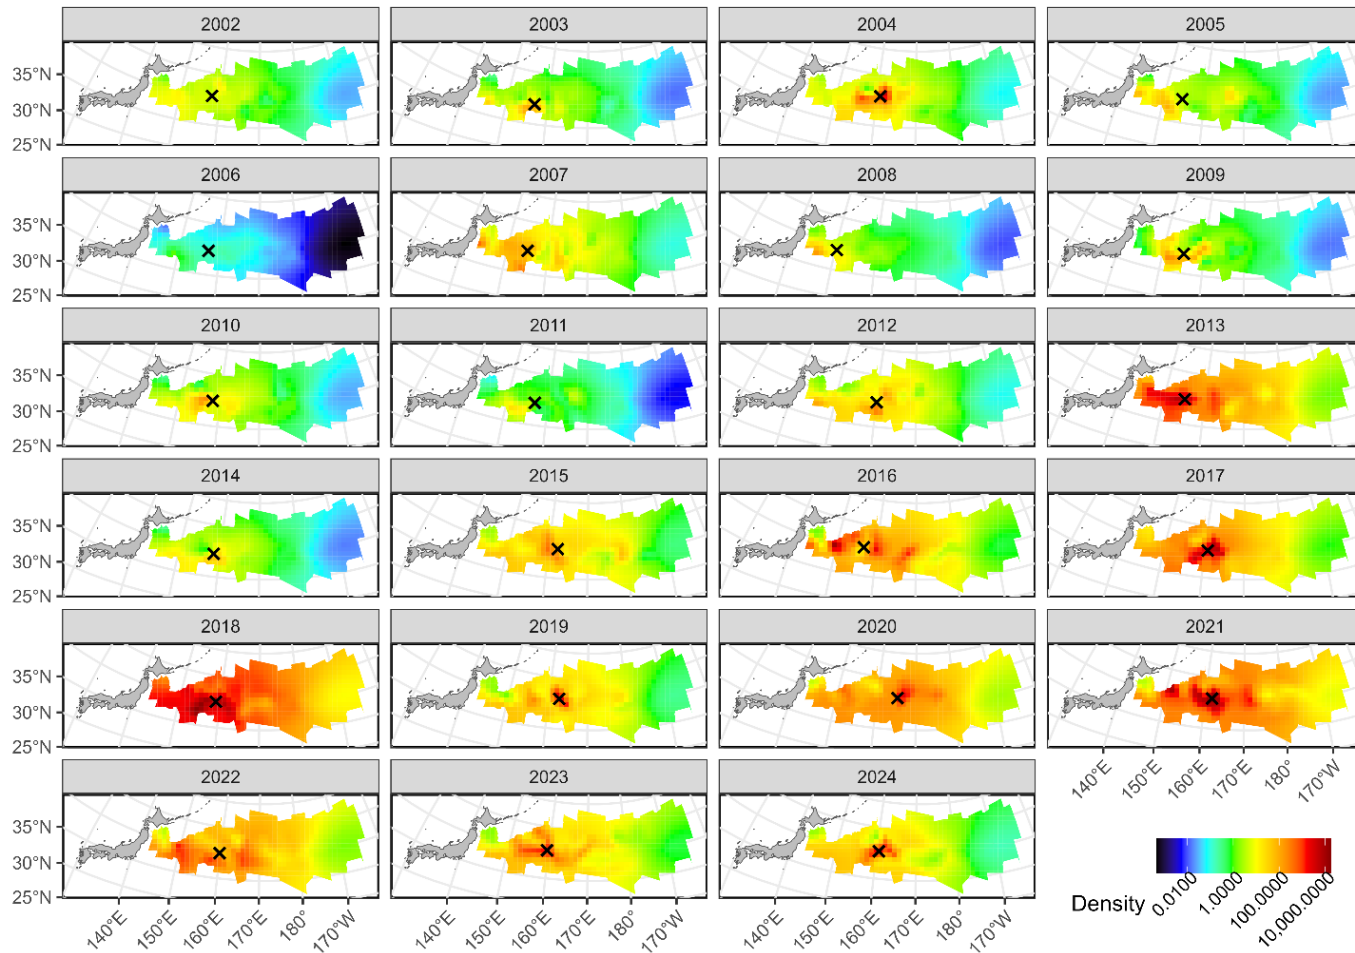 2002 2003 2004 2005
35°N
30°N
25°N
2006 2007 2008 2009
35°N
30°N
25°N
2010 2011 2012 2013
35°N
30°N
25°N
2014 2015 2016 2017
35°N
30°N
25°N
2018 2019 2020 2021
35°N
30°N
25°N
140°E 150°E 160°E 170°E 180° 170°W
2022 2023 2024
35°N
30°N
25°N
140°E 150°E 160°E 170°E 180° 170°W 140°E 150°E 160°E 170°E 180° 170°W 140°E 150°E 160°E 170°E 180° 170°W
Density 0.0100 1.0000 100.0000 10,000.0000